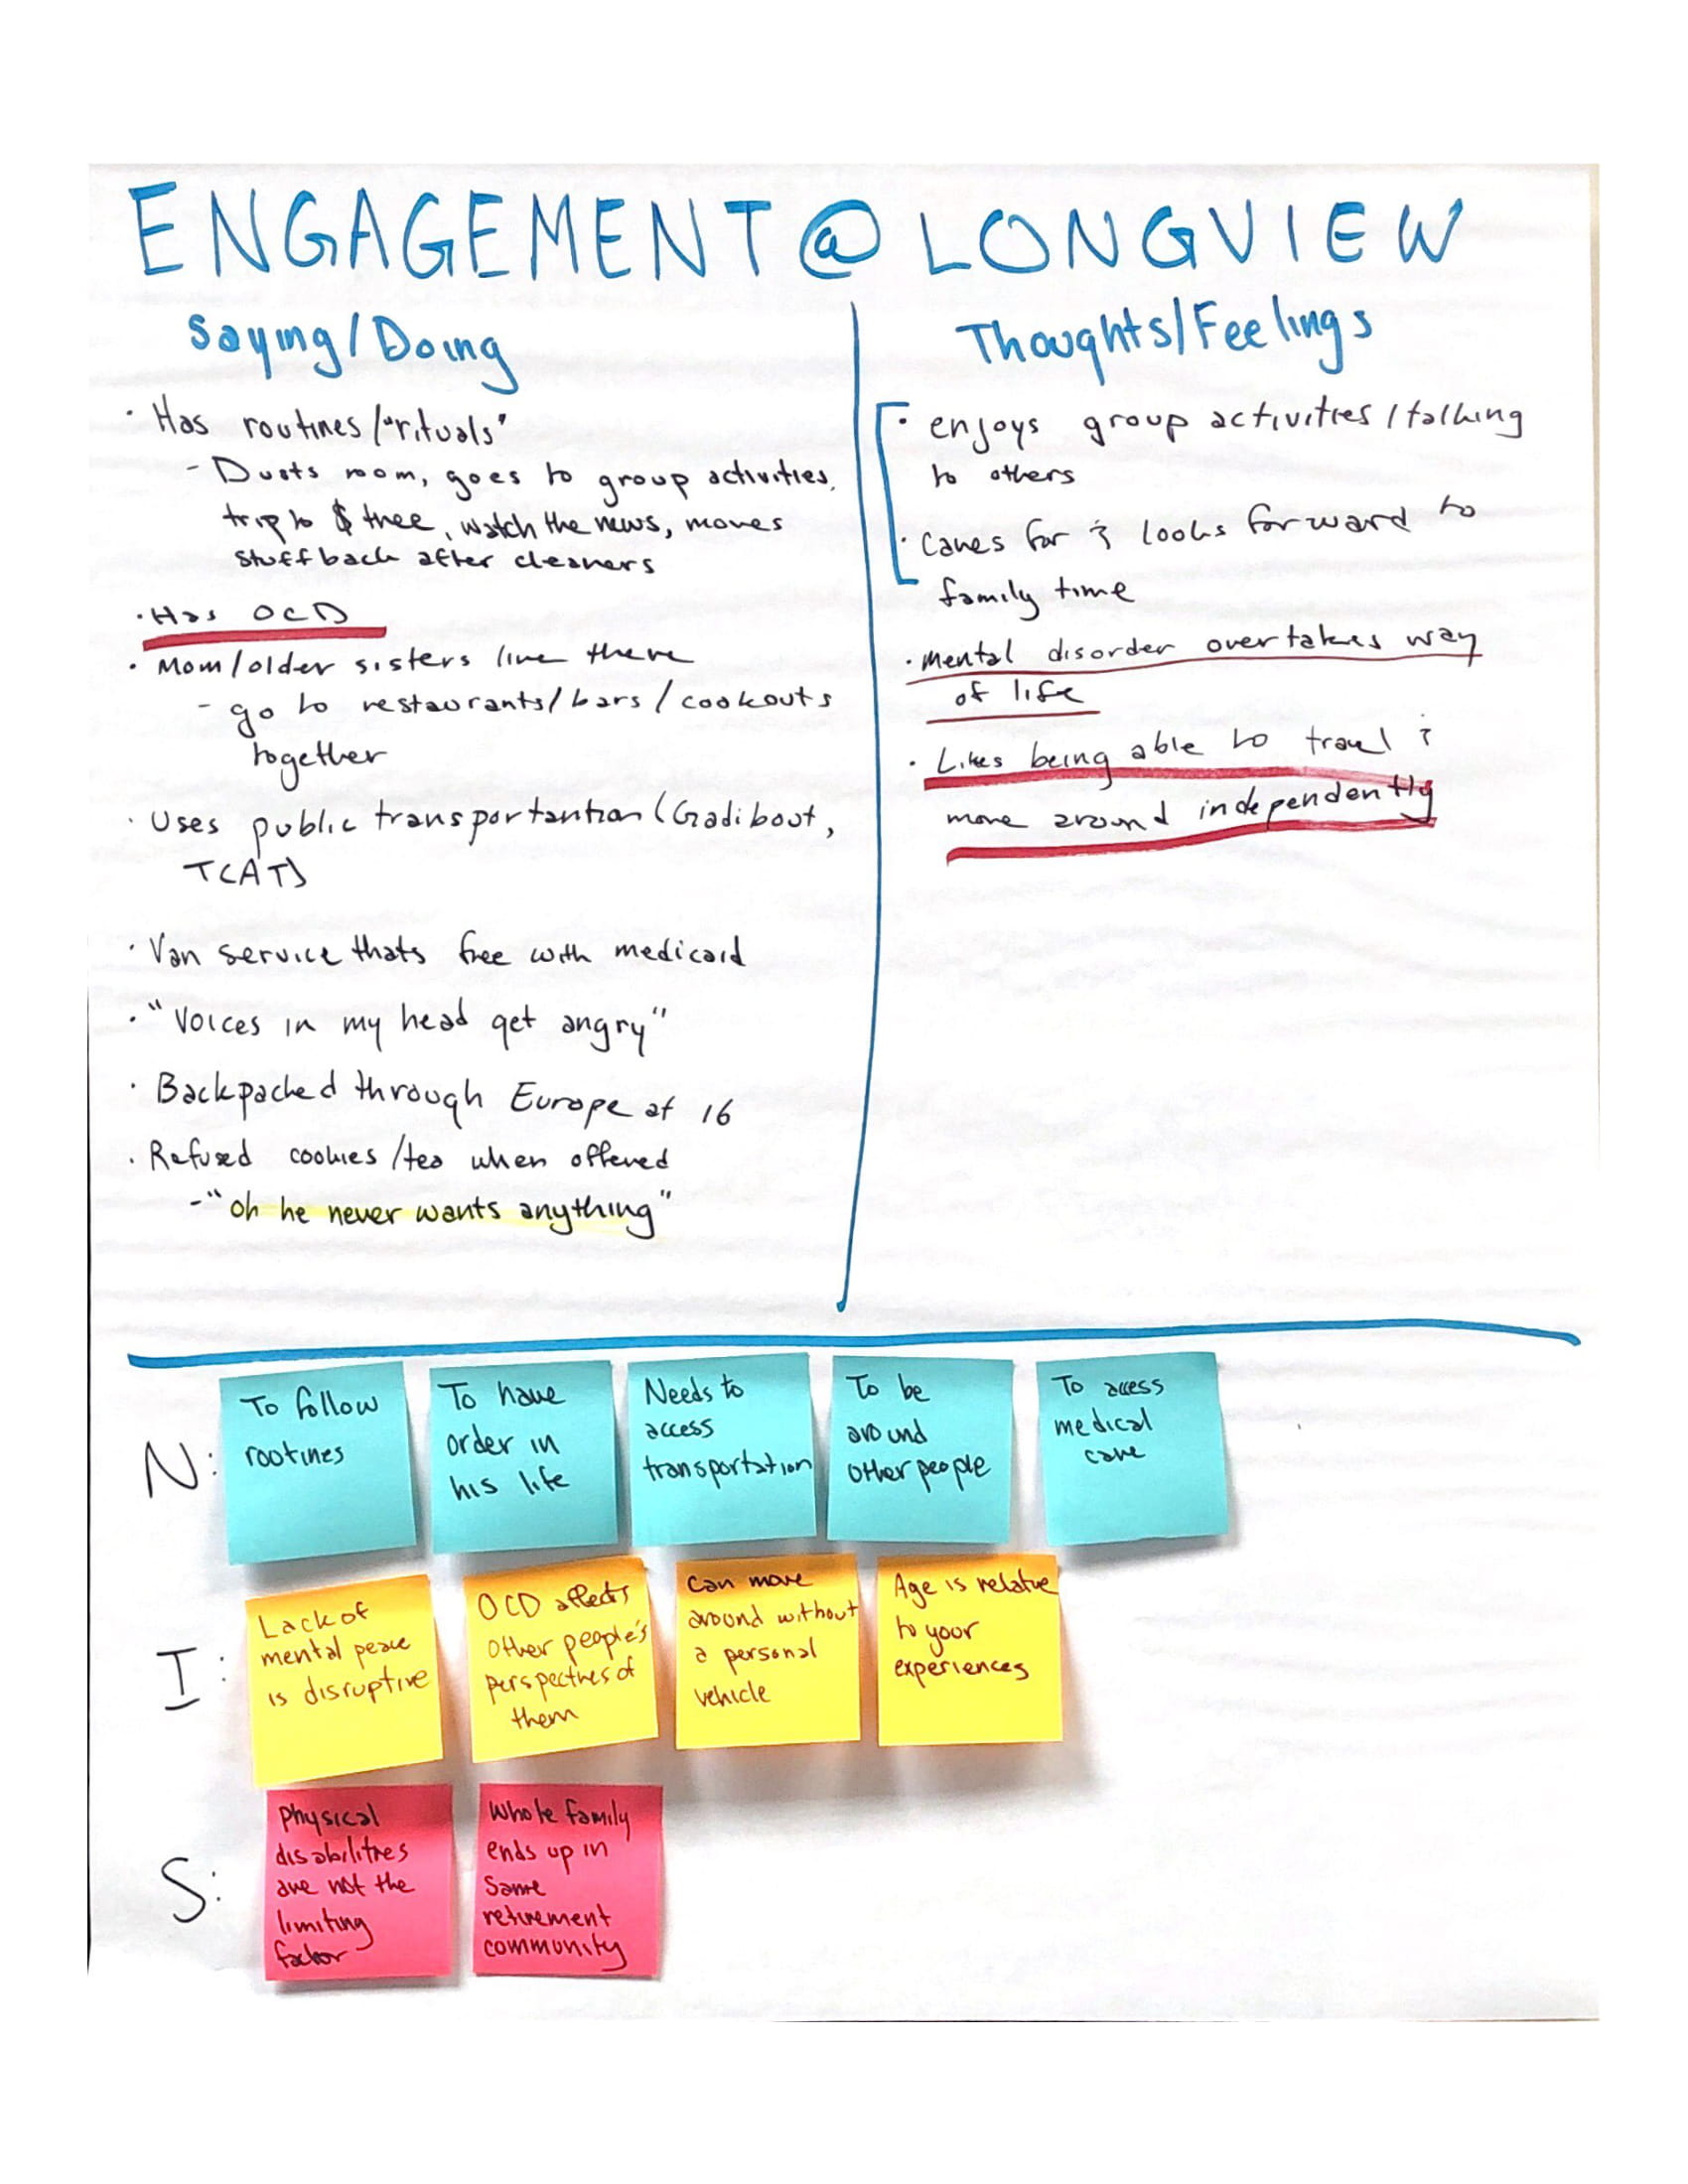 ENGAGEMENT @ LONGVIEW
Saying/Doing
· Has routines/"rituals"
- Dusts room, goes to group activities,
trip to $ tree, watch the news, moves
stuff back after cleaners
· Has OCD
· Mom/older sisters live there
- go to restaurants/bars/cookouts
together
· Uses public transportantion (Gadibout,
TCAT)
· Van service thats free with medicaid
· "Voices in my head get angry"
· Backpacked through Europe at 16
· Refused cookies/tea when offered
- "Oh he never wants anything"
Thoughts/Feelings
· enjoys group activities/talking
to others
· Cares for & looks forward to
family time
· mental disorder overtakes way
of life
· Likes being able to travel &
move around independently
N:
To follow
routines
To have
order in
his life
Needs to
access
transportation
To be
around
other people
To access
medical
care
I:
Lack of
mental peace
is disruptive
OCD affects
other people's
perspectives of
them
Can move
around without
a personal
vehicle
Age is relative
to your
experiences
S:
Physical
disabilities
are not the
limiting
factor
Whole family
ends up in
Same
retirement
community